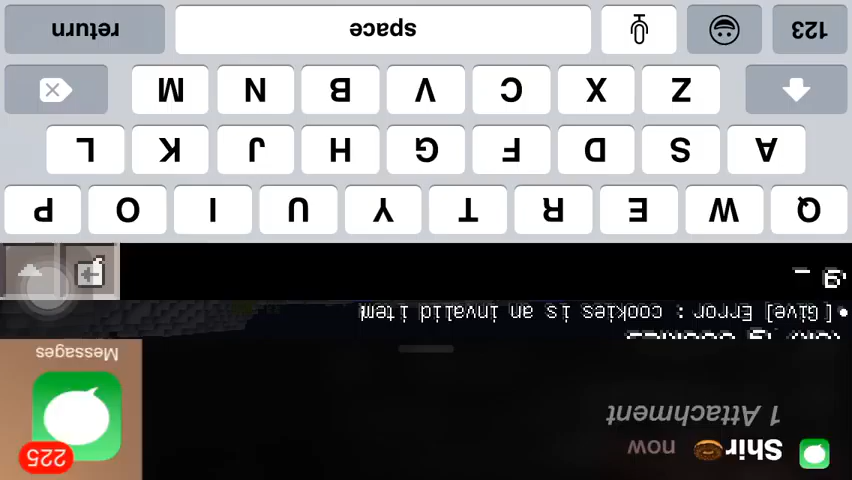 Shir now
1 Attachment
225
Messages
[Give] Error : cookies is an invalid item
g _
Q W E R T Y U I O P
A S D F G H J K L
Z X C V B N M
123 space return